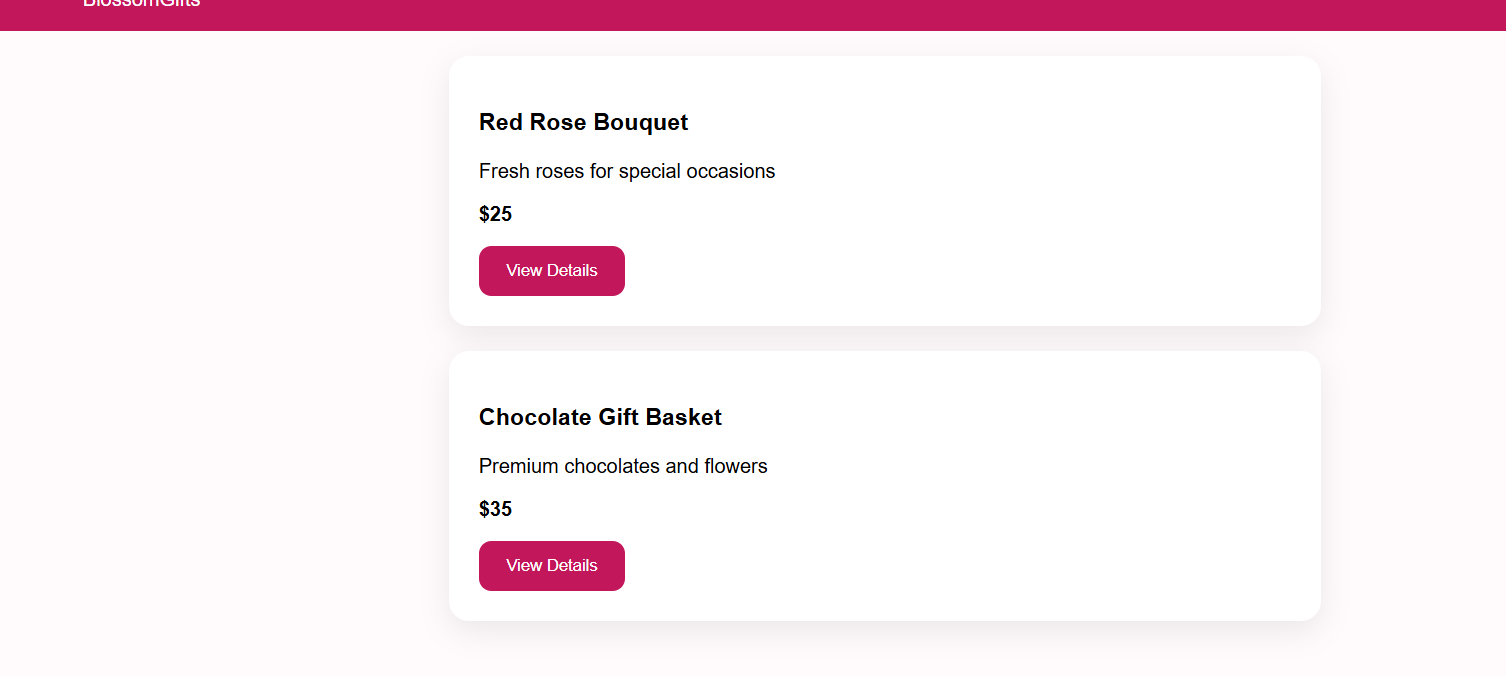 BlossomGifts
Red Rose Bouquet
Fresh roses for special occasions
$25
View Details
Chocolate Gift Basket
Premium chocolates and flowers
$35
View Details